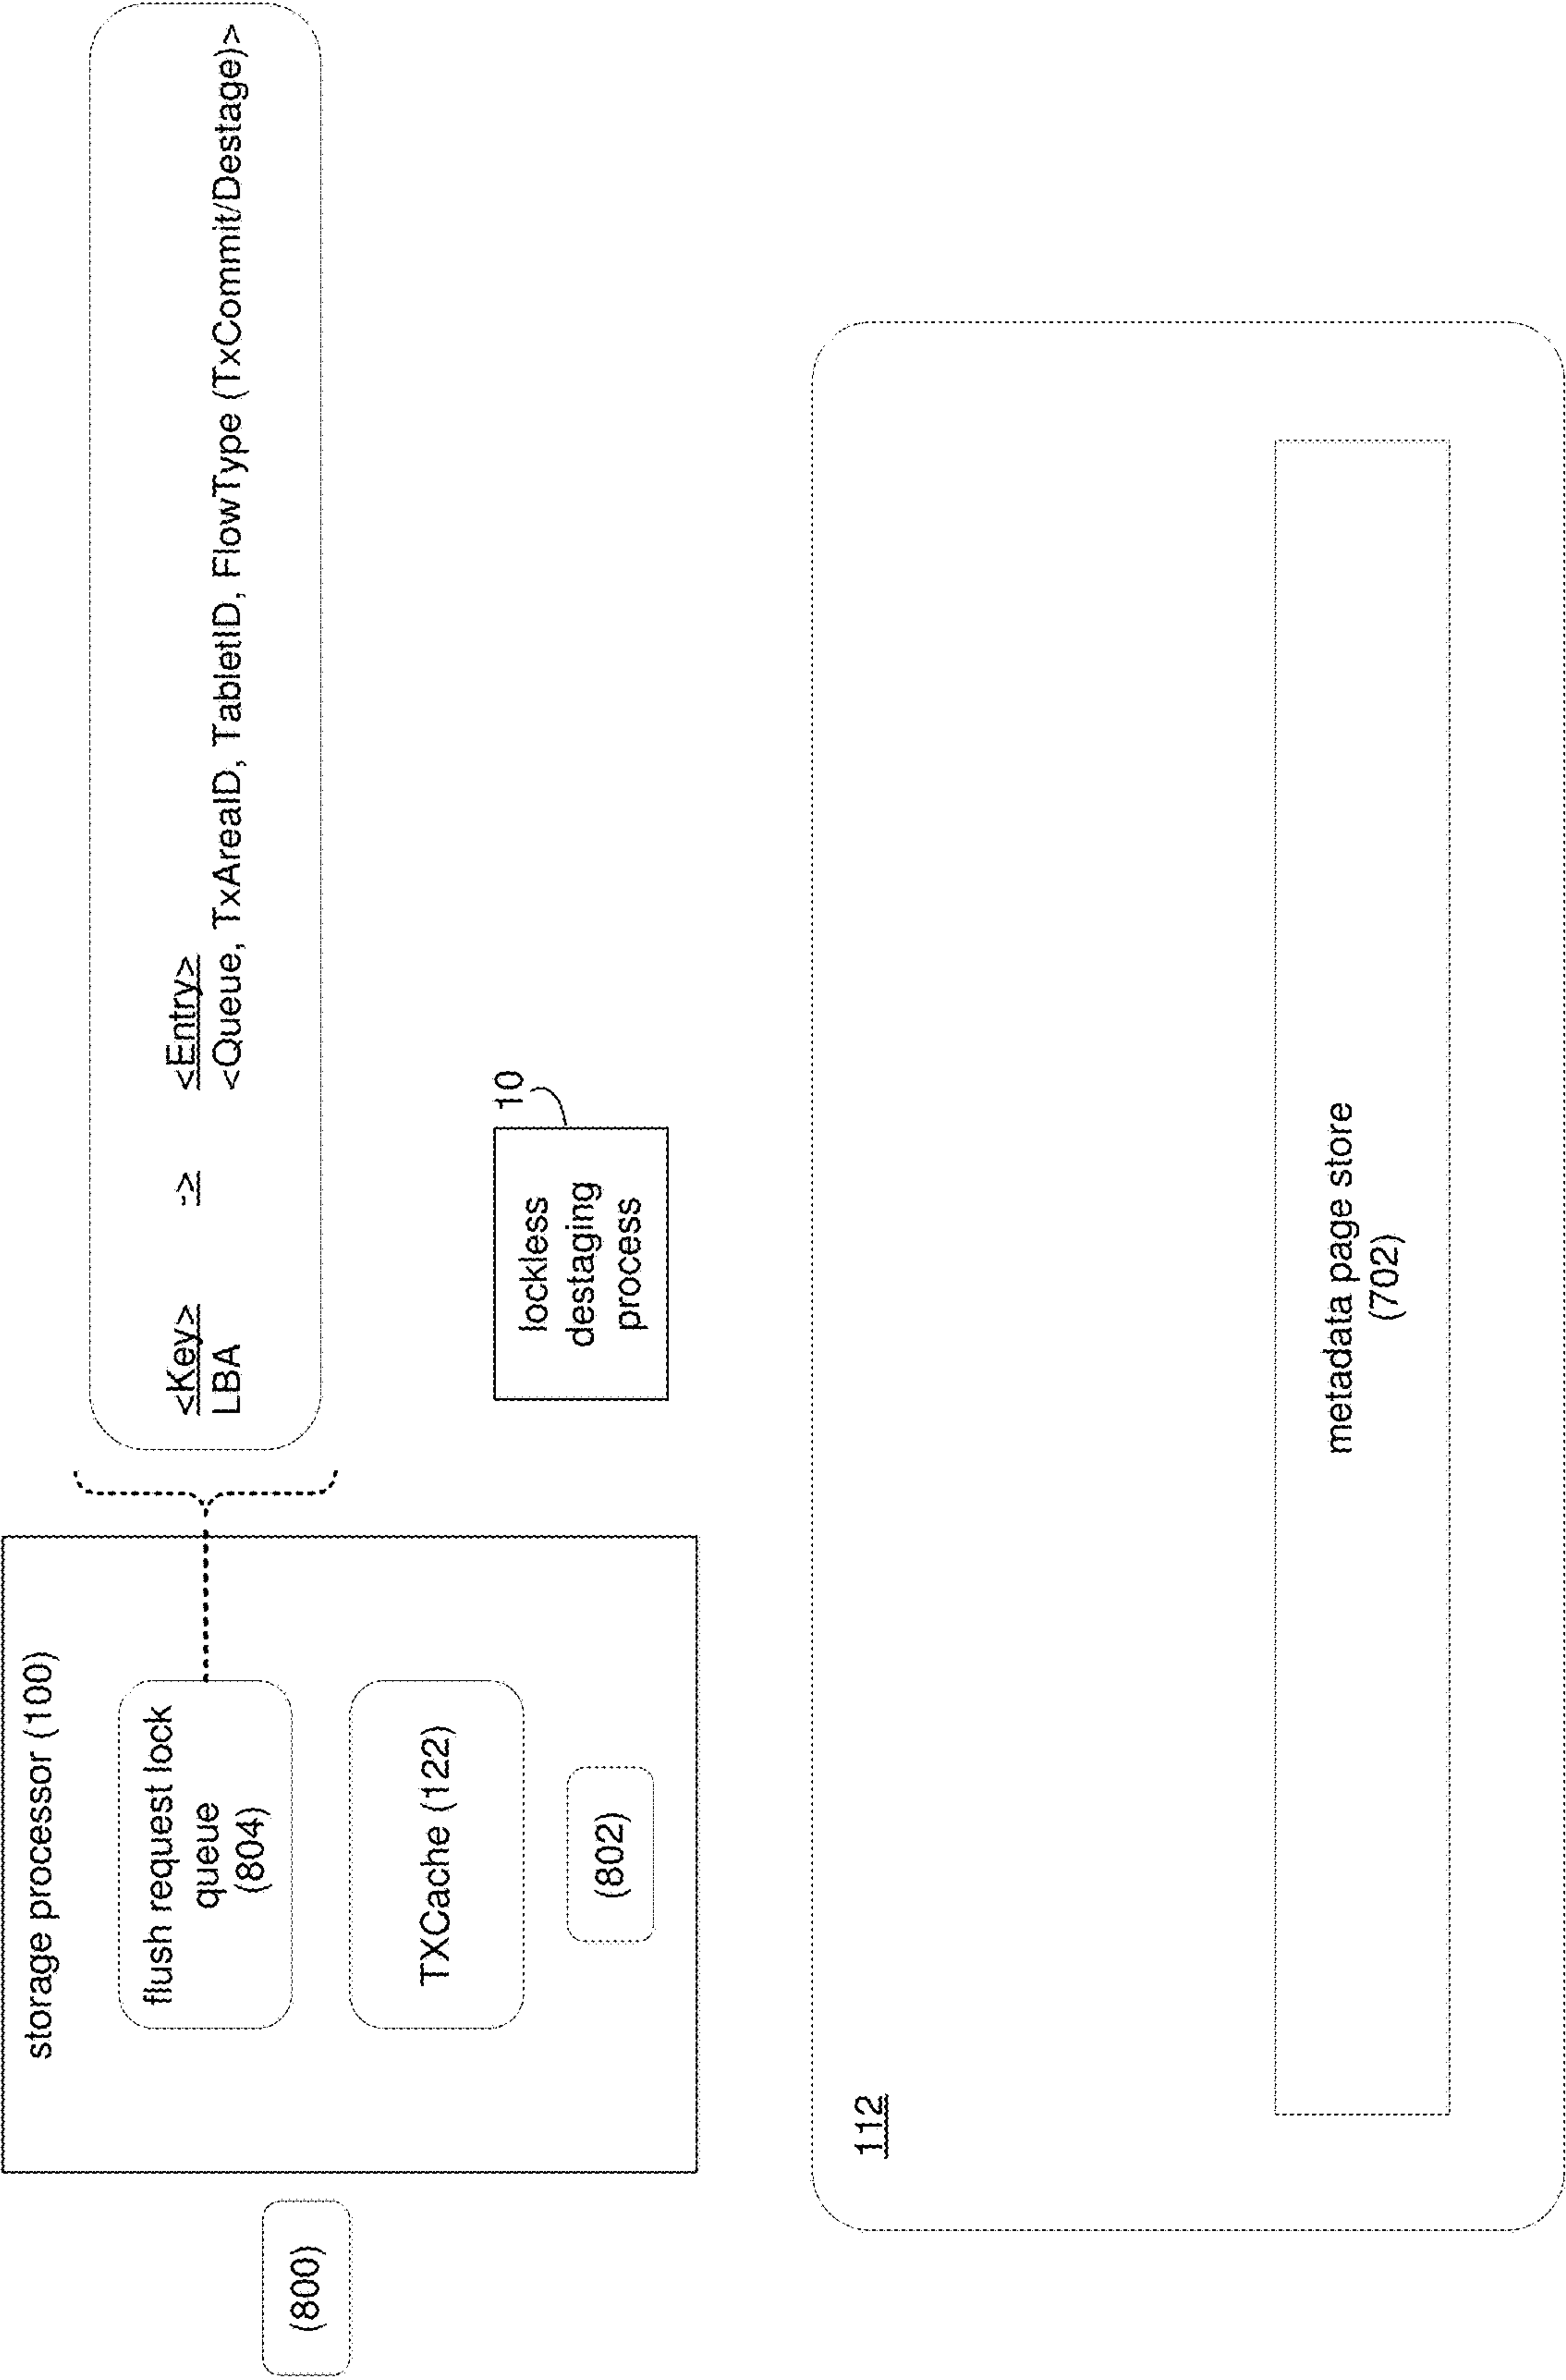 (800)
storage processor (100)
flush request lock
queue
(804)
TXCache (122)
(802)
<Key> -> <Entry>
LBA <Queue, TxAreaID, TabletID, FlowType (TxCommit/Destage)>
10
lockless
destaging
process
112
metadata page store
(702)